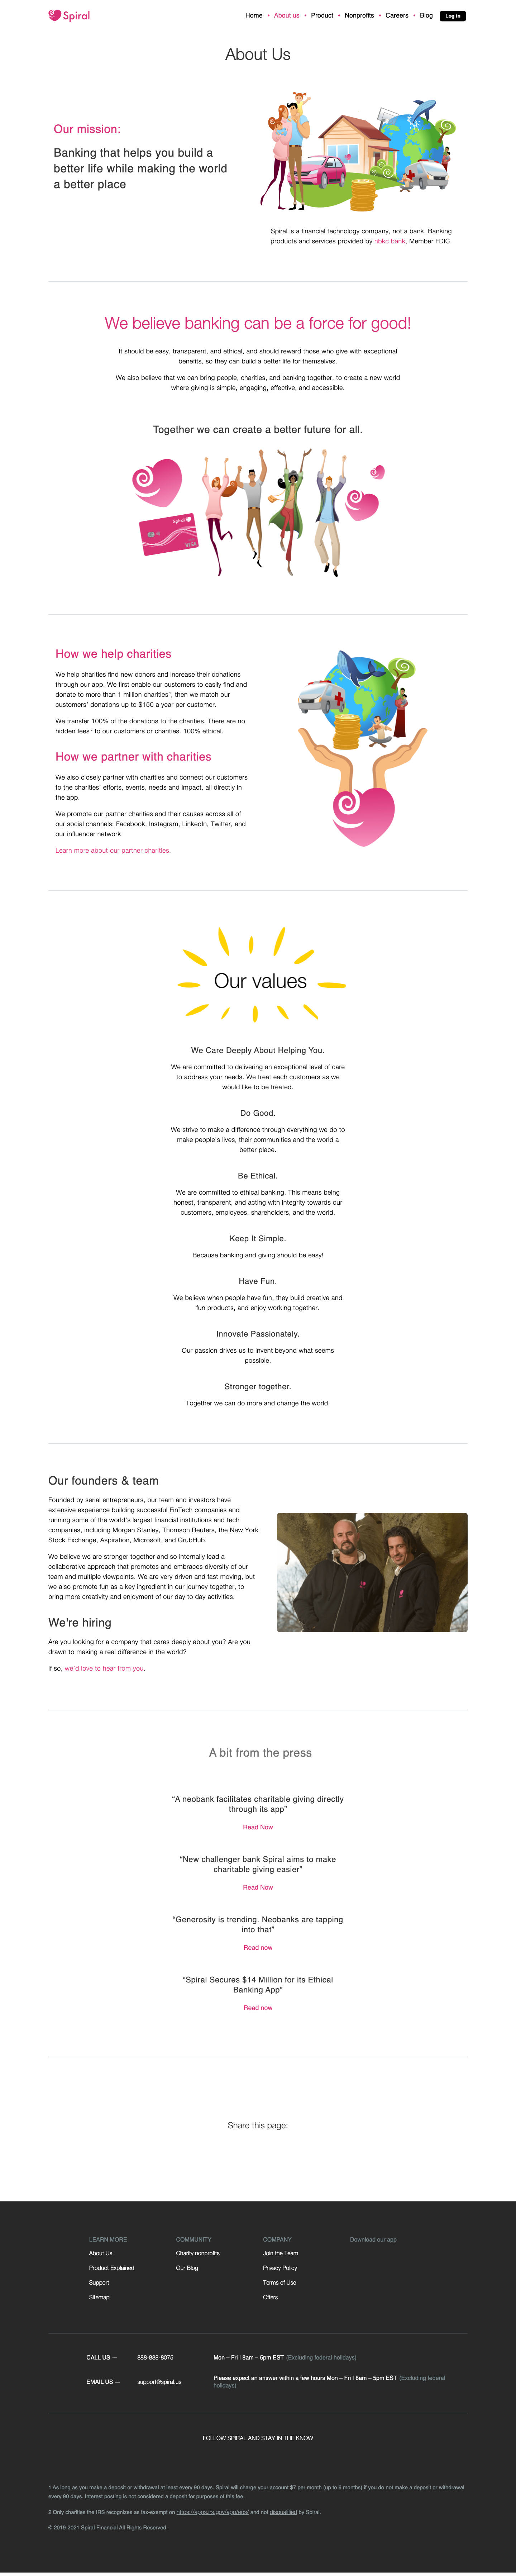 Spiral
Home • About us • Product • Nonprofits • Careers • Blog
Log in
About Us
Our mission:
Banking that helps you build a
better life while making the world
a better place
Spiral is a financial technology company, not a bank. Banking
products and services provided by nbkc bank, Member FDIC.
We believe banking can be a force for good!
It should be easy, transparent, and ethical, and should reward those who give with exceptional
benefits, so they can build a better life for themselves.
We also believe that we can bring people, charities, and banking together, to create a new world
where giving is simple, engaging, effective, and accessible.
Together we can create a better future for all.
Spiral
VISA
How we help charities
We help charities find new donors and increase their donations
through our app. We first enable our customers to easily find and
donate to more than 1 million charities¹, then we match our
customers' donations up to $150 a year per customer.
We transfer 100% of the donations to the charities. There are no
hidden fees² to our customers or charities. 100% ethical.
How we partner with charities
We also closely partner with charities and connect our customers
to the charities' efforts, events, needs and impact, all directly in
the app.
We promote our partner charities and their causes across all of
our social channels: Facebook, Instagram, LinkedIn, Twitter, and
our influencer network
Learn more about our partner charities.
Our values
We Care Deeply About Helping You.
We are committed to delivering an exceptional level of care
to address your needs. We treat each customers as we
would like to be treated.
Do Good.
We strive to make a difference through everything we do to
make people's lives, their communities and the world a
better place.
Be Ethical.
We are committed to ethical banking. This means being
honest, transparent, and acting with integrity towards our
customers, employees, shareholders, and the world.
Keep It Simple.
Because banking and giving should be easy!
Have Fun.
We believe when people have fun, they build creative and
fun products, and enjoy working together.
Innovate Passionately.
Our passion drives us to invent beyond what seems
possible.
Stronger together.
Together we can do more and change the world.
Our founders & team
Founded by serial entrepreneurs, our team and investors have
extensive experience building successful FinTech companies and
running some of the world's largest financial institutions and tech
companies, including Morgan Stanley, Thomson Reuters, the New York
Stock Exchange, Aspiration, Microsoft, and GrubHub.
We believe we are stronger together and so internally lead a
collaborative approach that promotes and embraces diversity of our
team and multiple viewpoints. We are very driven and fast moving, but
we also promote fun as a key ingredient in our journey together, to
bring more creativity and enjoyment of our day to day activities.
We're hiring
Are you looking for a company that cares deeply about you? Are you
drawn to making a real difference in the world?
If so, we'd love to hear from you.
A bit from the press
"A neobank facilitates charitable giving directly
through its app"
Read Now
"New challenger bank Spiral aims to make
charitable giving easier"
Read Now
"Generosity is trending. Neobanks are tapping
into that"
Read now
"Spiral Secures $14 Million for its Ethical
Banking App"
Read now
Share this page:
LEARN MORE
About Us
Product Explained
Support
Sitemap
COMMUNITY
Charity nonprofits
Our Blog
COMPANY
Join the Team
Privacy Policy
Terms of Use
Offers
Download our app
CALL US — 888-888-8075 Mon – Fri | 8am – 5pm EST (Excluding federal holidays)
EMAIL US — support@spiral.us Please expect an answer within a few hours Mon – Fri | 8am – 5pm EST (Excluding federal
holidays)
FOLLOW SPIRAL AND STAY IN THE KNOW
1 As long as you make a deposit or withdrawal at least every 90 days. Spiral will charge your account $7 per month (up to 6 months) if you do not make a deposit or withdrawal
every 90 days. Interest posting is not considered a deposit for purposes of this fee.
2 Only charities the IRS recognizes as tax-exempt on https://apps.irs.gov/app/eos/ and not disqualified by Spiral.
© 2019-2021 Spiral Financial All Rights Reserved.